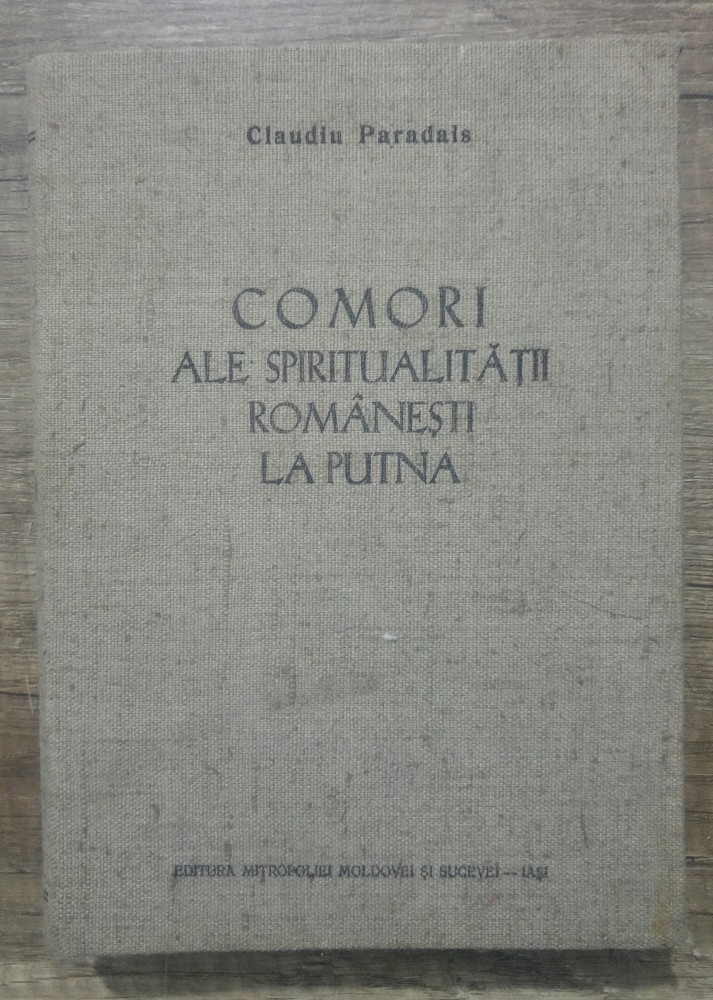 Claudiu Paradais
COMORI
ALE SPIRITUALITĂȚII
ROMÂNEȘTI
LA PUTNA
EDITURA MITROPOLIEI MOLDOVEI ȘI SUCEVEI — IAȘI